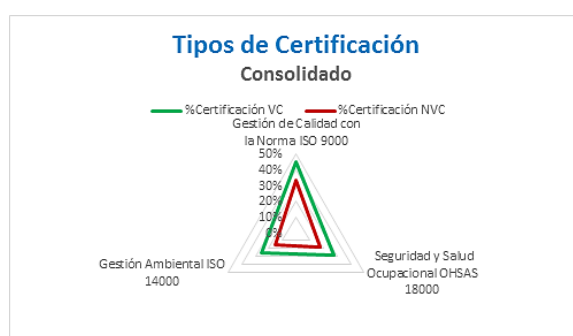 Tipos de Certificación
Consolidado
%Certificación VC %Certificación NVC
Gestión de Calidad con
la Norma ISO 9000
50%
40%
30%
20%
10%
0%
Seguridad y Salud
Ocupacional OHSAS
18000
Gestión Ambiental ISO
14000